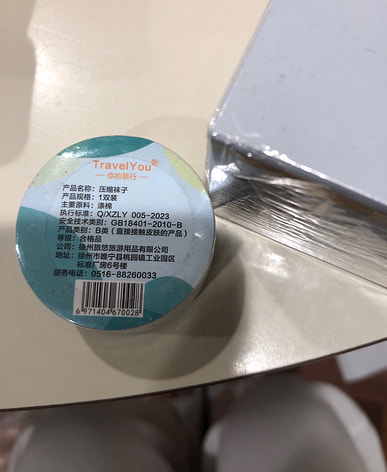 TravelYou®
— 你的旅行 —
产品名称：压缩袜子
产品规格：1双装
主要原料：涤棉
执行标准：Q/XZLY 005-2023
安全技术类别：GB18401-2010-B
产品类别：B类（直接接触皮肤的产品）
等级：合格品
公司：徐州旅悠旅游用品有限公司
地址：徐州市睢宁县桃园镇工业园区
标准厂房6号楼
服务电话：0516-88260033
6 971404 670028